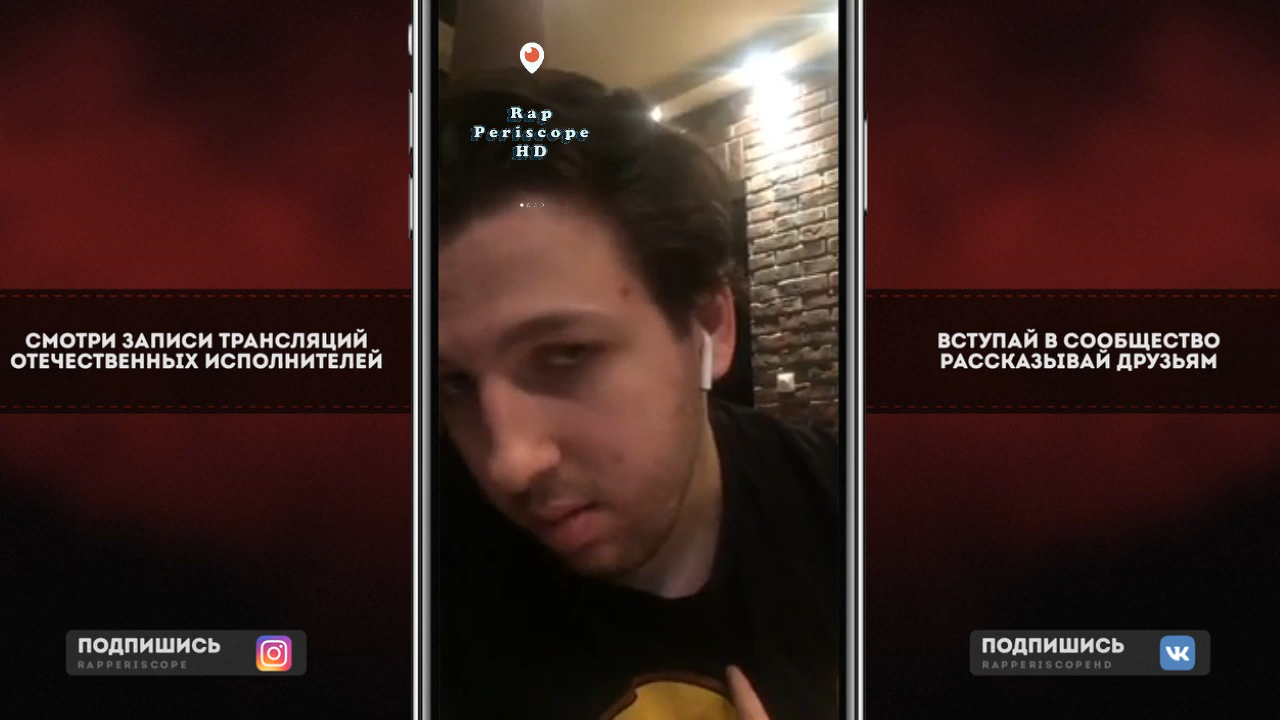 Rap
Periscope
HD
СМОТРИ ЗАПИСИ ТРАНСЛЯЦИЙ
ОТЕЧЕСТВЕННЫХ ИСПОЛНИТЕЛЕЙ
ВСТУПАЙ В СООБЩЕСТВО
РАССКАЗЫВАЙ ДРУЗЬЯМ
ПОДПИШИСЬ
RAPPERISCOPE
ПОДПИШИСЬ
RAPPERISCOPEHD